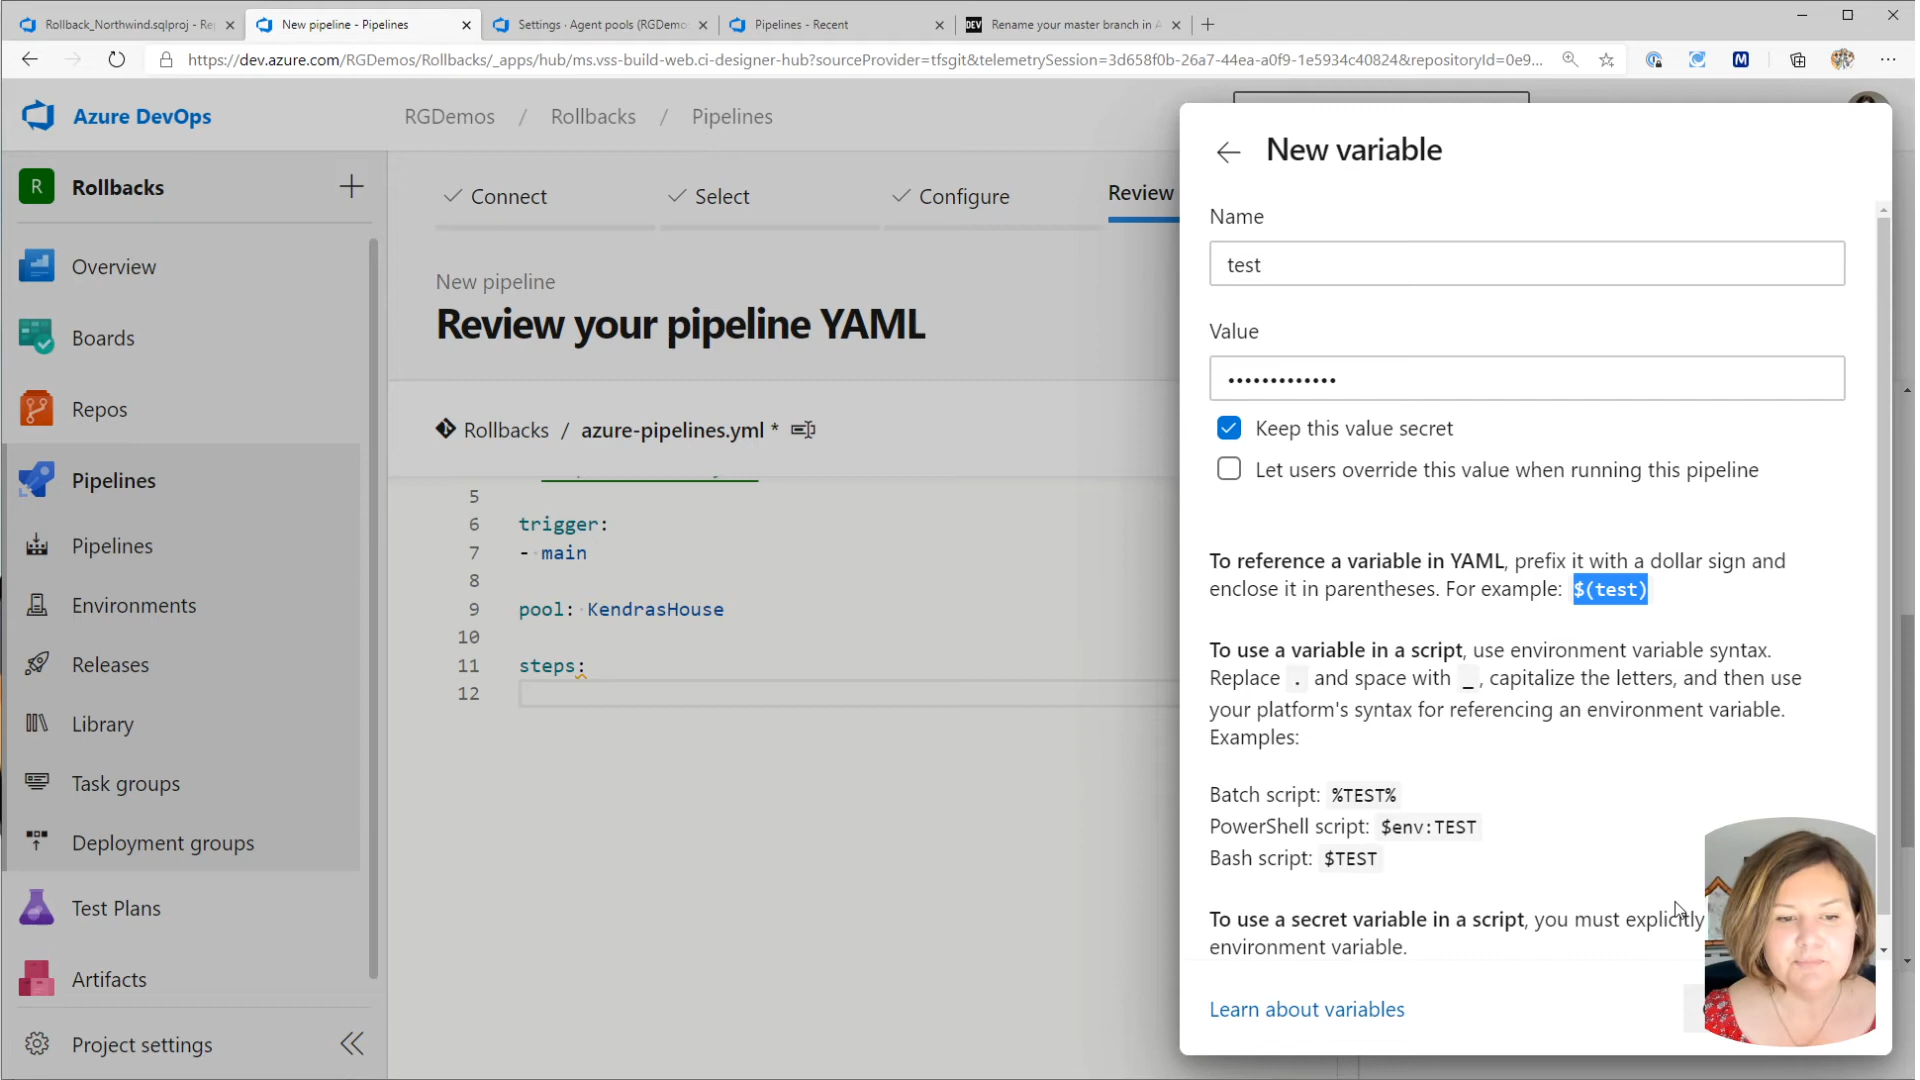 Rollback_Northwind.sqlproj - Re
New pipeline - Pipelines
Settings · Agent pools (RGDemo
Pipelines - Recent
DEV
Rename your master branch in A
https://dev.azure.com/RGDemos/Rollbacks/_apps/hub/ms.vss-build-web.ci-designer-hub?sourceProvider=tfsgit&telemetrySession=3d658f0b-26a7-44ea-a0f9-1e5934c40824&repositoryId=0e9...
Azure DevOps
RGDemos / Rollbacks / Pipelines
R Rollbacks
Overview
Boards
Repos
Pipelines
Pipelines
Environments
Releases
Library
Task groups
Deployment groups
Test Plans
Artifacts
Project settings
Connect
Select
Configure
Review
New pipeline
Review your pipeline YAML
Rollbacks / azure-pipelines.yml *
5
6 trigger:
7 - main
8
9 pool: KendrasHouse
10
11 steps:
12
New variable
Name
test
Value
•••••••••••••
Keep this value secret
Let users override this value when running this pipeline
To reference a variable in YAML, prefix it with a dollar sign and
enclose it in parentheses. For example: $(test)
To use a variable in a script, use environment variable syntax.
Replace . and space with _, capitalize the letters, and then use
your platform's syntax for referencing an environment variable.
Examples:
Batch script: %TEST%
PowerShell script: $env:TEST
Bash script: $TEST
To use a secret variable in a script, you must explicitly
environment variable.
Learn about variables